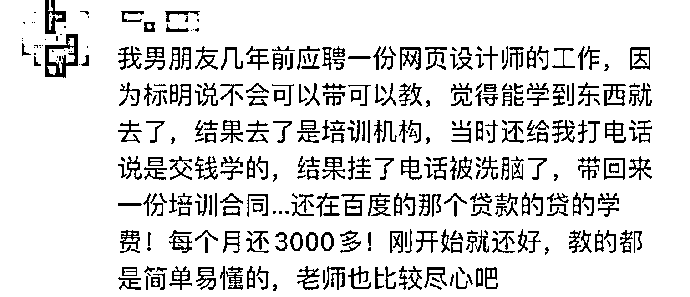 我男朋友几年前应聘一份网页设计师的工作，因
为标明说不会可以带可以教，觉得能学到东西就
去了，结果去了是培训机构，当时还给我打电话
说是交钱学的，结果挂了电话被洗脑了，带回来
一份培训合同...还在百度的那个贷款的贷的学
费！每个月还3000多！刚开始就还好，教的都
是简单易懂的，老师也比较尽心吧